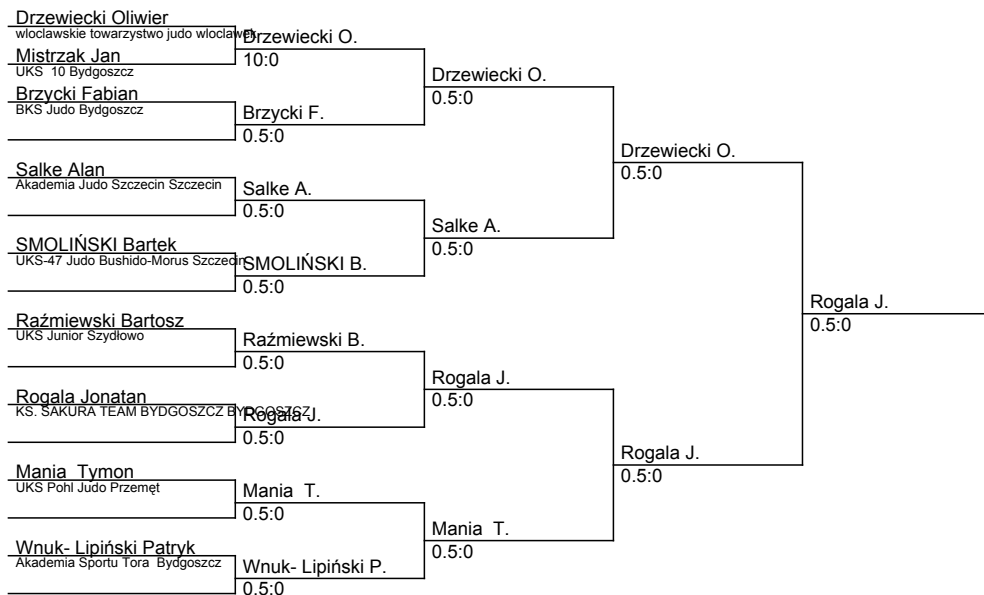 Drzewiecki Oliwier
wloclawskie towarzystwo judo wloclawek
Mistrzak Jan
UKS 10 Bydgoszcz
Brzycki Fabian
BKS Judo Bydgoszcz
Salke Alan
Akademia Judo Szczecin Szczecin
SMOLIŃSKI Bartek
UKS-47 Judo Bushido-Morus Szczecin
Raźmiewski Bartosz
UKS Junior Szydłowo
Rogala Jonatan
KS. SAKURA TEAM BYDGOSZCZ BYDGOSZCZ
Mania Tymon
UKS Pohl Judo Przemęt
Wnuk- Lipiński Patryk
Akademia Sportu Tora Bydgoszcz
Drzewiecki O.
10:0
Brzycki F.
0.5:0
Salke A.
0.5:0
SMOLIŃSKI B.
0.5:0
Raźmiewski B.
0.5:0
Rogala J.
0.5:0
Mania T.
0.5:0
Wnuk- Lipiński P.
0.5:0
Drzewiecki O.
0.5:0
Salke A.
0.5:0
Rogala J.
0.5:0
Mania T.
0.5:0
Drzewiecki O.
0.5:0
Rogala J.
0.5:0
Rogala J.
0.5:0